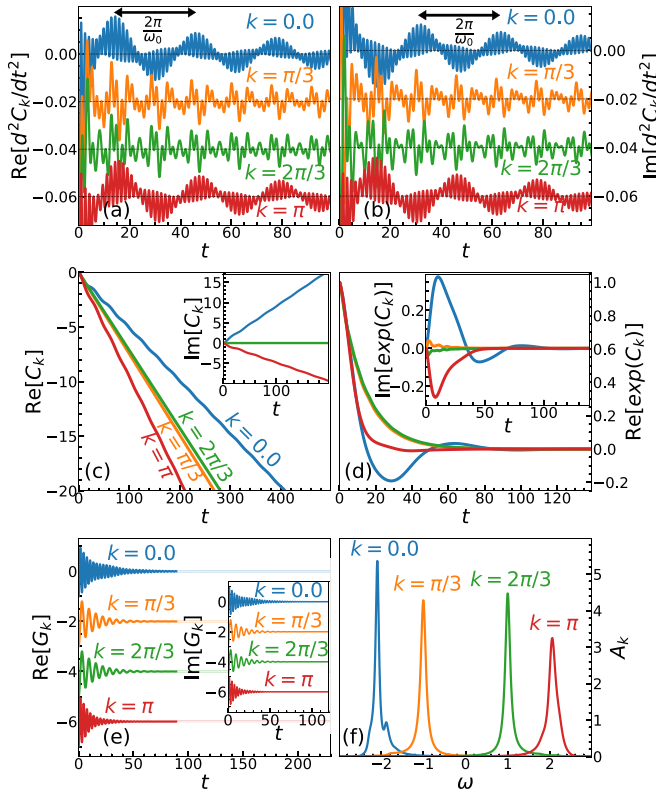 2π/ω₀ k = 0.0
k = π/3
k = 2π/3
k = π
(a)
0.00
−0.02
−0.04
−0.06
Re[d²C_k/dt²]
0 20 40 60 80
t
2π/ω₀ k = 0.0
k = π/3
k = 2π/3
k = π
(b)
0.00
−0.02
−0.04
−0.06
Im[d²C_k/dt²]
0 20 40 60 80
t
0
−5
−10
−15
−20
Re[C_k]
15
10
5
0
−5
Im[C_k]
0 100
t
k = 0.0
k = 2π/3
k = π/3
k = π
(c)
0 100 200 300 400
t
0.2
0.0
−0.2
Im[exp(C_k)]
0 50 100
t
1.0
0.8
0.6
0.4
0.2
0.0
−0.2
Re[exp(C_k)]
(d)
0 20 40 60 80 100 120
t
0
−2
−4
−6
Re[G_k]
k = 0.0
k = π/3
k = 2π/3
k = π
(e)
0
−2
−4
−6
Im[G_k]
k = 0.0
k = π/3
k = 2π/3
k = π
0 50 100
t
0 50 100 150 200
t
k = 0.0
k = π/3
k = 2π/3
k = π
(f)
5
4
3
2
1
0
A_k
−2 −1 0 1 2
ω